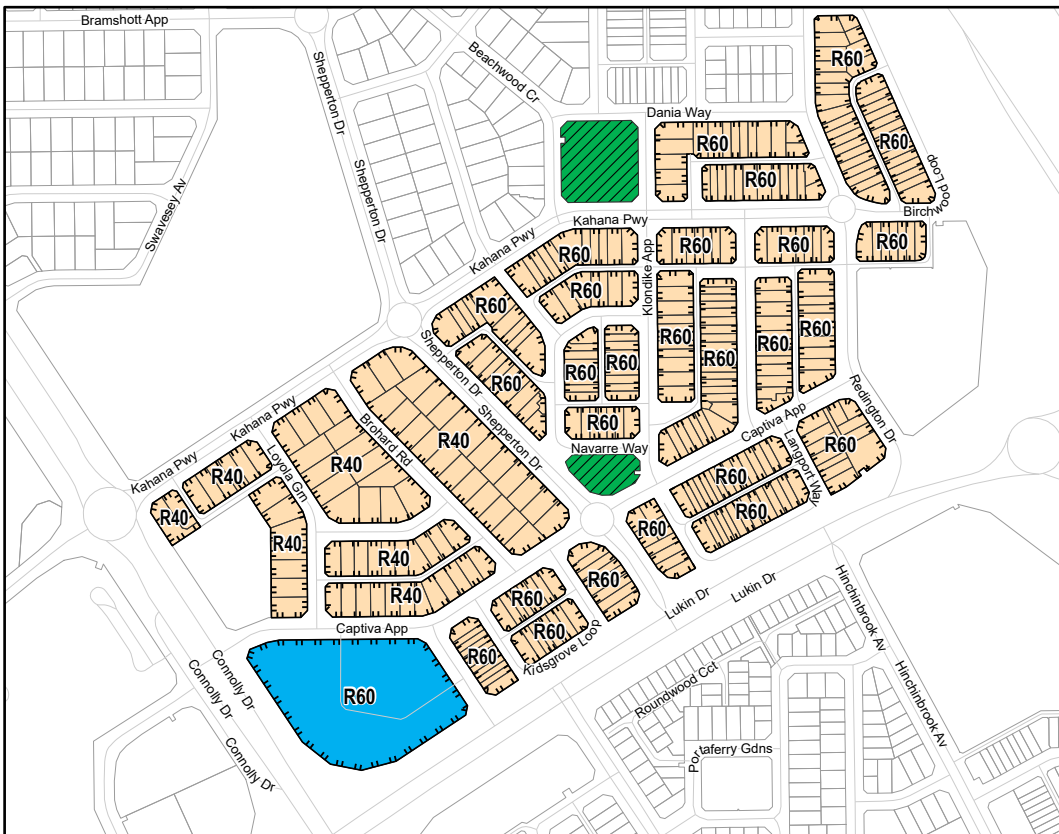 Bramshott App
Shepperton Dr
Beachwood Cr
R60
Dania Way
R60
R60
R60
Birchwood Loop
Swavesey Av
Shepperton Dr
Kahana Pwy
Kahana Pwy
R60
R60
R60
R60
R60
Klondike App
R60
R60
R60
R60
R60
R60
R60
R60
Shepperton Dr
R60
R60
Redington Dr
Kahana Pwy
Brohard Rd
R40
Shepperton Dr
Navarre Way
Captiva App
Langport Way
R60
Kahana Pwy
R40
Loyola Grn
R40
R60
R60
R40
R60
R40
R40
R40
R60
R60
R60
R60
Kidsgrove Loop
Lukin Dr
Lukin Dr
Hinchinbrook Av
Captiva App
R60
Connolly Dr
Connolly Dr
R60
Roundwood Cct
Hinchinbrook Av
Connolly Dr
Portaferry Gdns